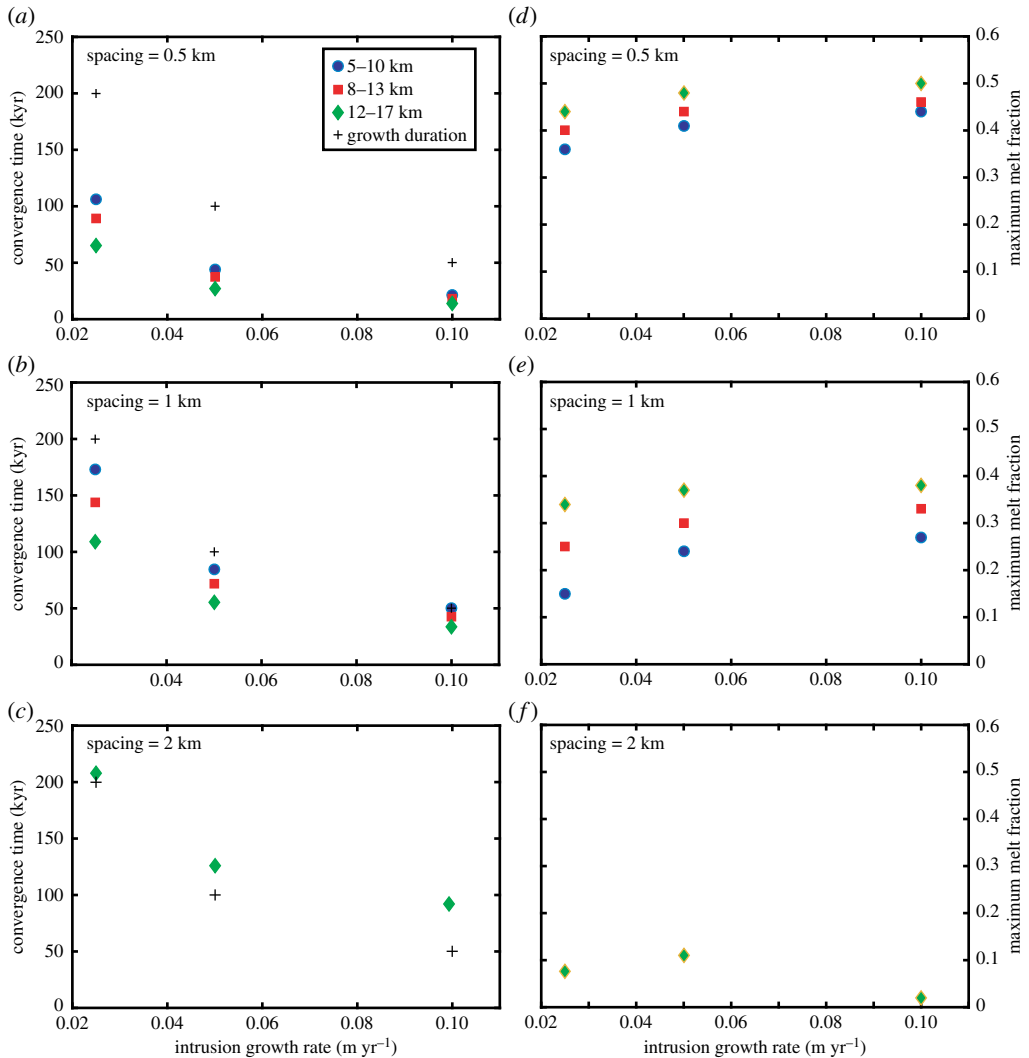 (a)
250
200
150
100
50
0
convergence time (kyr)
spacing = 0.5 km
5–10 km
8–13 km
12–17 km
growth duration
0.02
0.04
0.06
0.08
0.10
(d)
spacing = 0.5 km
0.6
0.5
0.4
0.3
0.2
0.1
0
maximum melt fraction
0.02
0.04
0.06
0.08
0.10
(b)
250
200
150
100
50
0
convergence time (kyr)
spacing = 1 km
0.04
0.06
0.08
0.10
(e)
spacing = 1 km
0.6
0.5
0.4
0.3
0.2
0.1
0
maximum melt fraction
0.02
0.04
0.06
0.08
0.10
(c)
250
200
150
100
50
0
convergence time (kyr)
spacing = 2 km
0.02
0.04
0.06
0.08
0.10
intrusion growth rate (m yr⁻¹)
(f)
spacing = 2 km
0.6
0.5
0.4
0.3
0.2
0.1
0
maximum melt fraction
0.02
0.04
0.06
0.08
0.10
intrusion growth rate (m yr⁻¹)